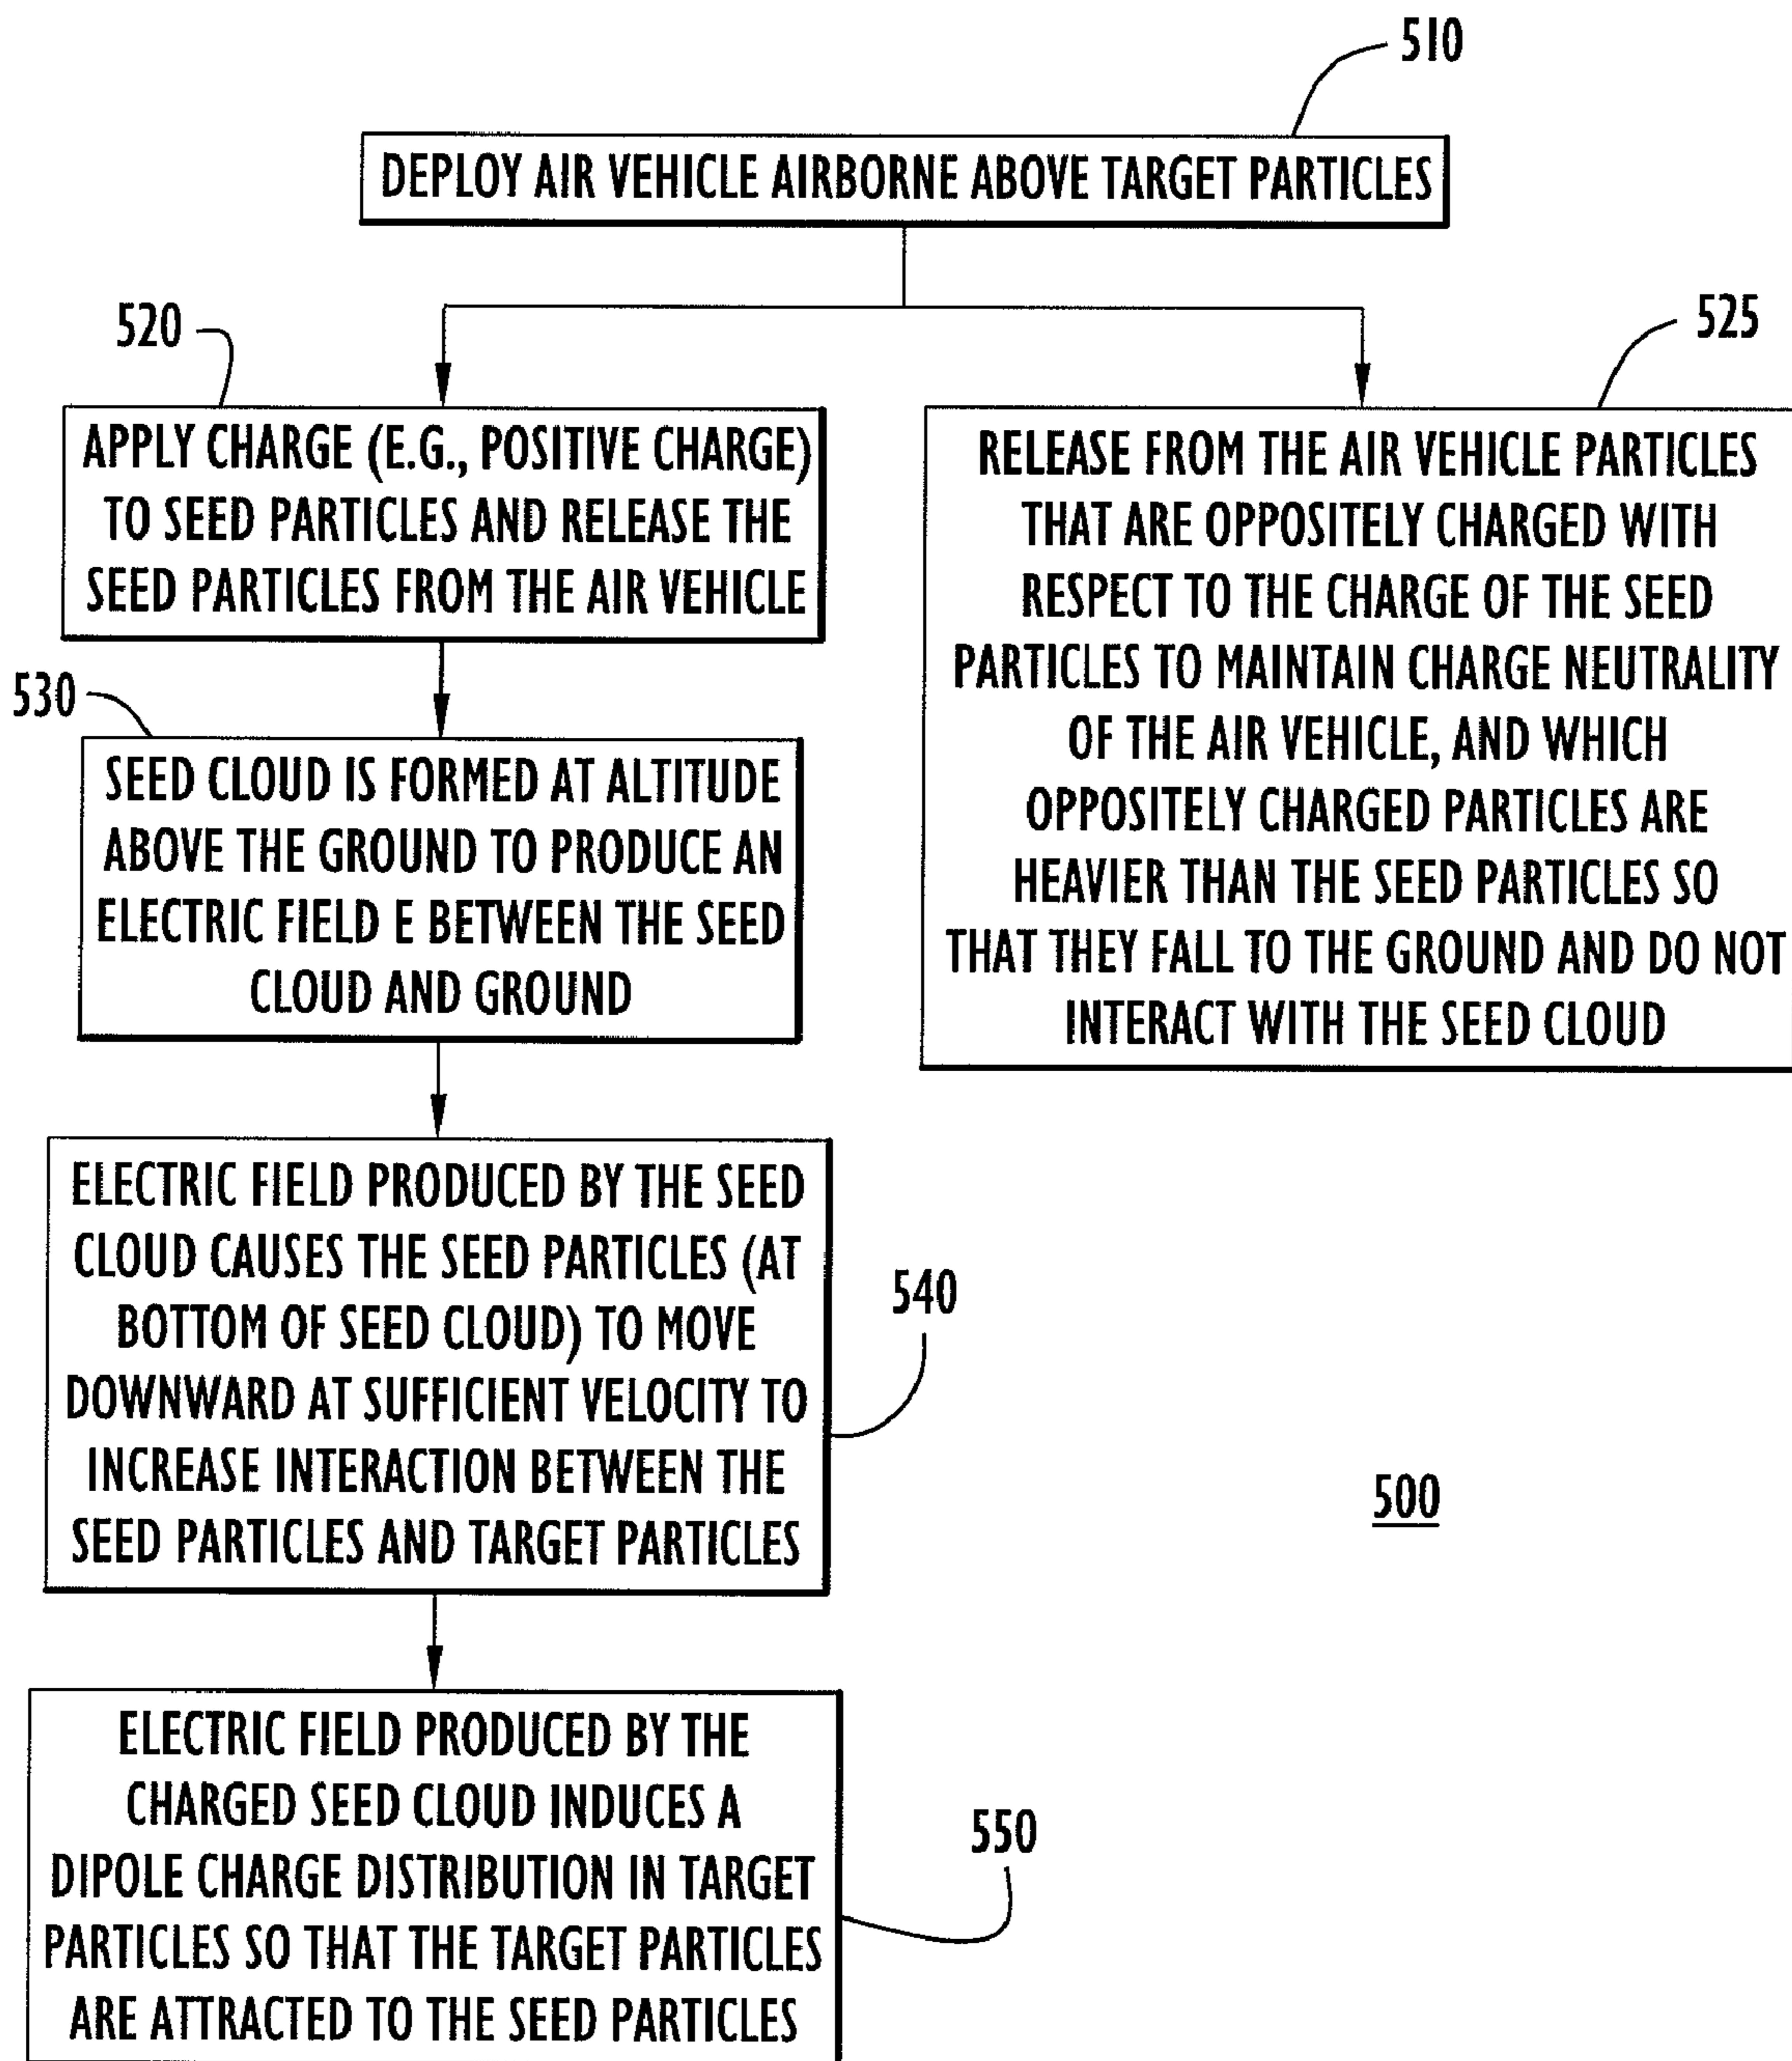 510
DEPLOY AIR VEHICLE AIRBORNE ABOVE TARGET PARTICLES
520
APPLY CHARGE (E.G., POSITIVE CHARGE)
TO SEED PARTICLES AND RELEASE THE
SEED PARTICLES FROM THE AIR VEHICLE
525
RELEASE FROM THE AIR VEHICLE PARTICLES
THAT ARE OPPOSITELY CHARGED WITH
RESPECT TO THE CHARGE OF THE SEED
PARTICLES TO MAINTAIN CHARGE NEUTRALITY
OF THE AIR VEHICLE, AND WHICH
OPPOSITELY CHARGED PARTICLES ARE
HEAVIER THAN THE SEED PARTICLES SO
THAT THEY FALL TO THE GROUND AND DO NOT
INTERACT WITH THE SEED CLOUD
530
SEED CLOUD IS FORMED AT ALTITUDE
ABOVE THE GROUND TO PRODUCE AN
ELECTRIC FIELD E BETWEEN THE SEED
CLOUD AND GROUND
ELECTRIC FIELD PRODUCED BY THE SEED
CLOUD CAUSES THE SEED PARTICLES (AT
BOTTOM OF SEED CLOUD) TO MOVE
DOWNWARD AT SUFFICIENT VELOCITY TO
INCREASE INTERACTION BETWEEN THE
SEED PARTICLES AND TARGET PARTICLES
540
500
ELECTRIC FIELD PRODUCED BY THE
CHARGED SEED CLOUD INDUCES A
DIPOLE CHARGE DISTRIBUTION IN TARGET
PARTICLES SO THAT THE TARGET PARTICLES
ARE ATTRACTED TO THE SEED PARTICLES
550